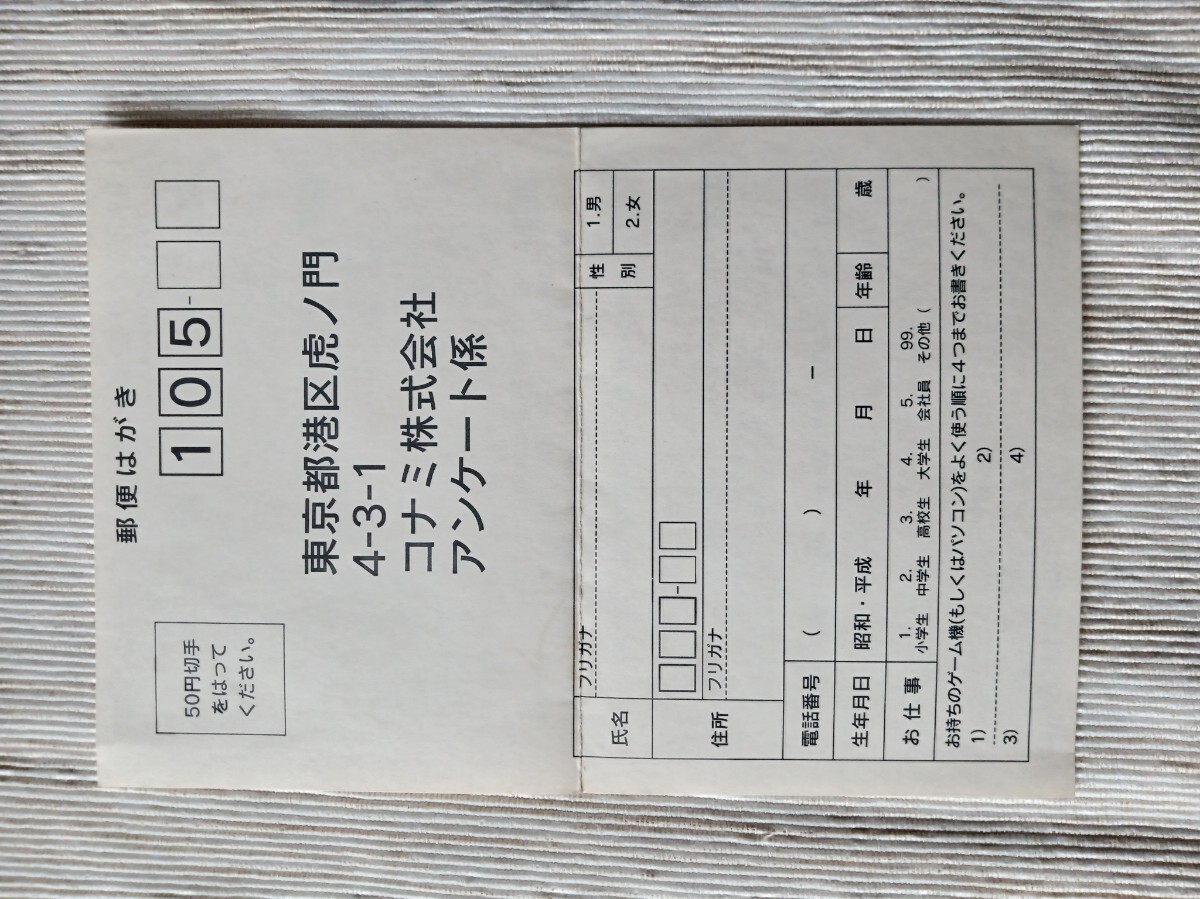 郵便はがき
105-
50円切手
をはって
ください。
東京都港区虎ノ門
4-3-1
コナミ株式会社
アンケート係
氏名
フリガナ
性別
1.男
2.女
住所
-
フリガナ
電話番号 ( ) -
生年月日 昭和・平成 年 月 日 年齢 歳
お仕事 1.小学生 2.中学生 3.高校生 4.大学生 5.会社員 99.その他( )
お持ちのゲーム機(もしくはパソコン)をよく使う順に4つまでお書きください。
1) 2)
3) 4)